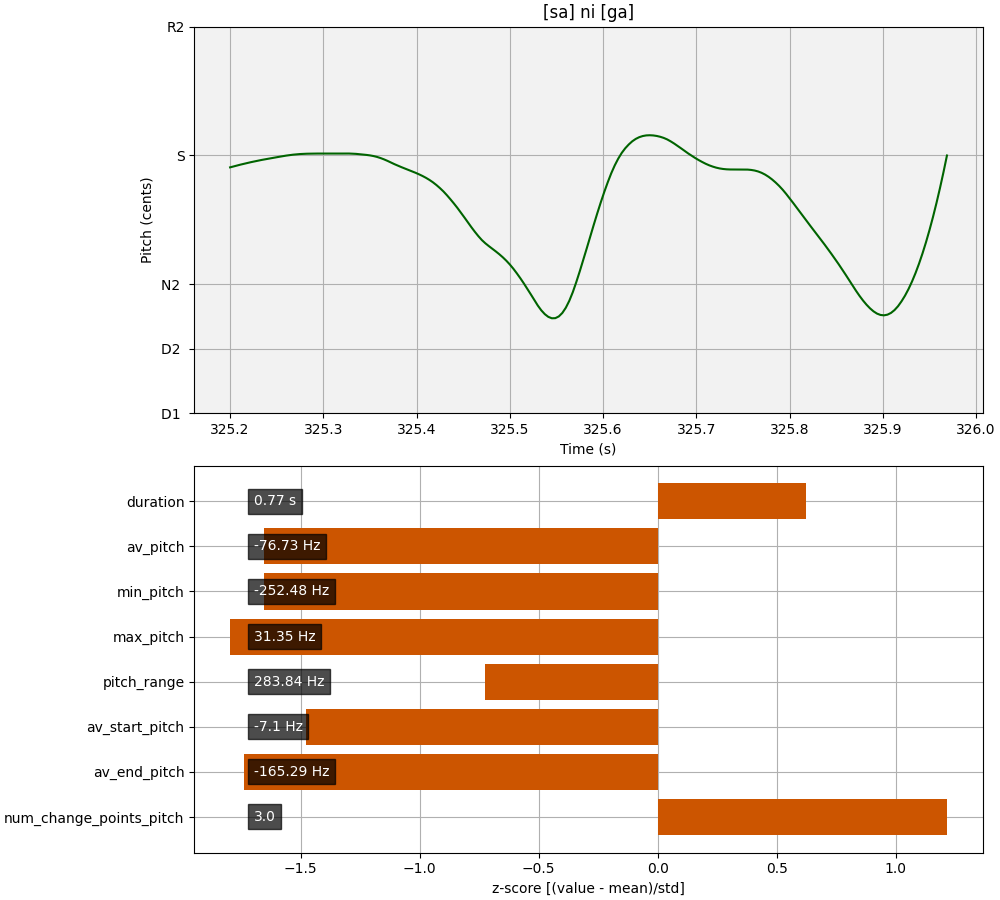 [sa] ni [ga]
R2
S
N2
D2
D1
Pitch (cents)
325.2 325.3 325.4 325.5 325.6 325.7 325.8 325.9 326.0
Time (s)
duration 0.77 s
av_pitch -76.73 Hz
min_pitch -252.48 Hz
max_pitch 31.35 Hz
pitch_range 283.84 Hz
av_start_pitch -7.1 Hz
av_end_pitch -165.29 Hz
num_change_points_pitch 3.0
−1.5 −1.0 −0.5 0.0 0.5 1.0
z-score [(value - mean)/std]